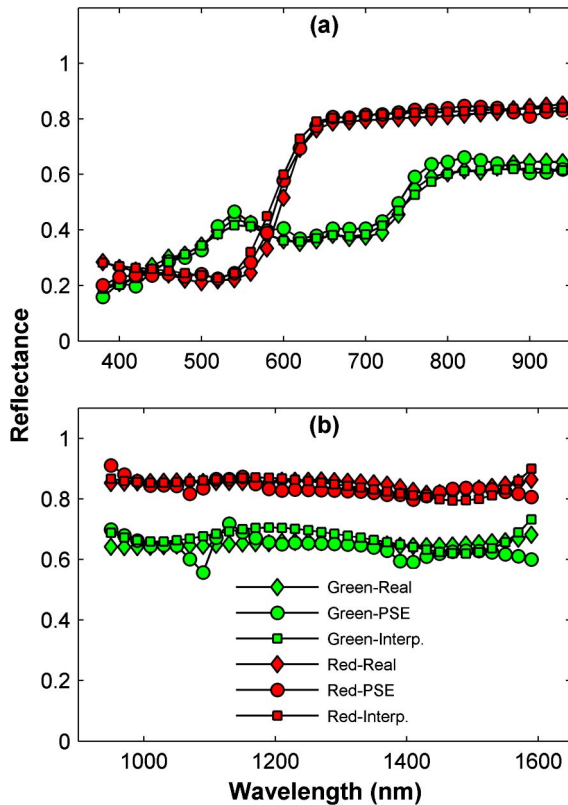 (a)
1
0.8
0.6
0.4
0.2
0
400 500 600 700 800 900
Reflectance
(b)
1
0.8
0.6
0.4
0.2
0
Green-Real
Green-PSE
Green-Interp.
Red-Real
Red-PSE
Red-Interp.
1000 1200 1400 1600
Wavelength (nm)